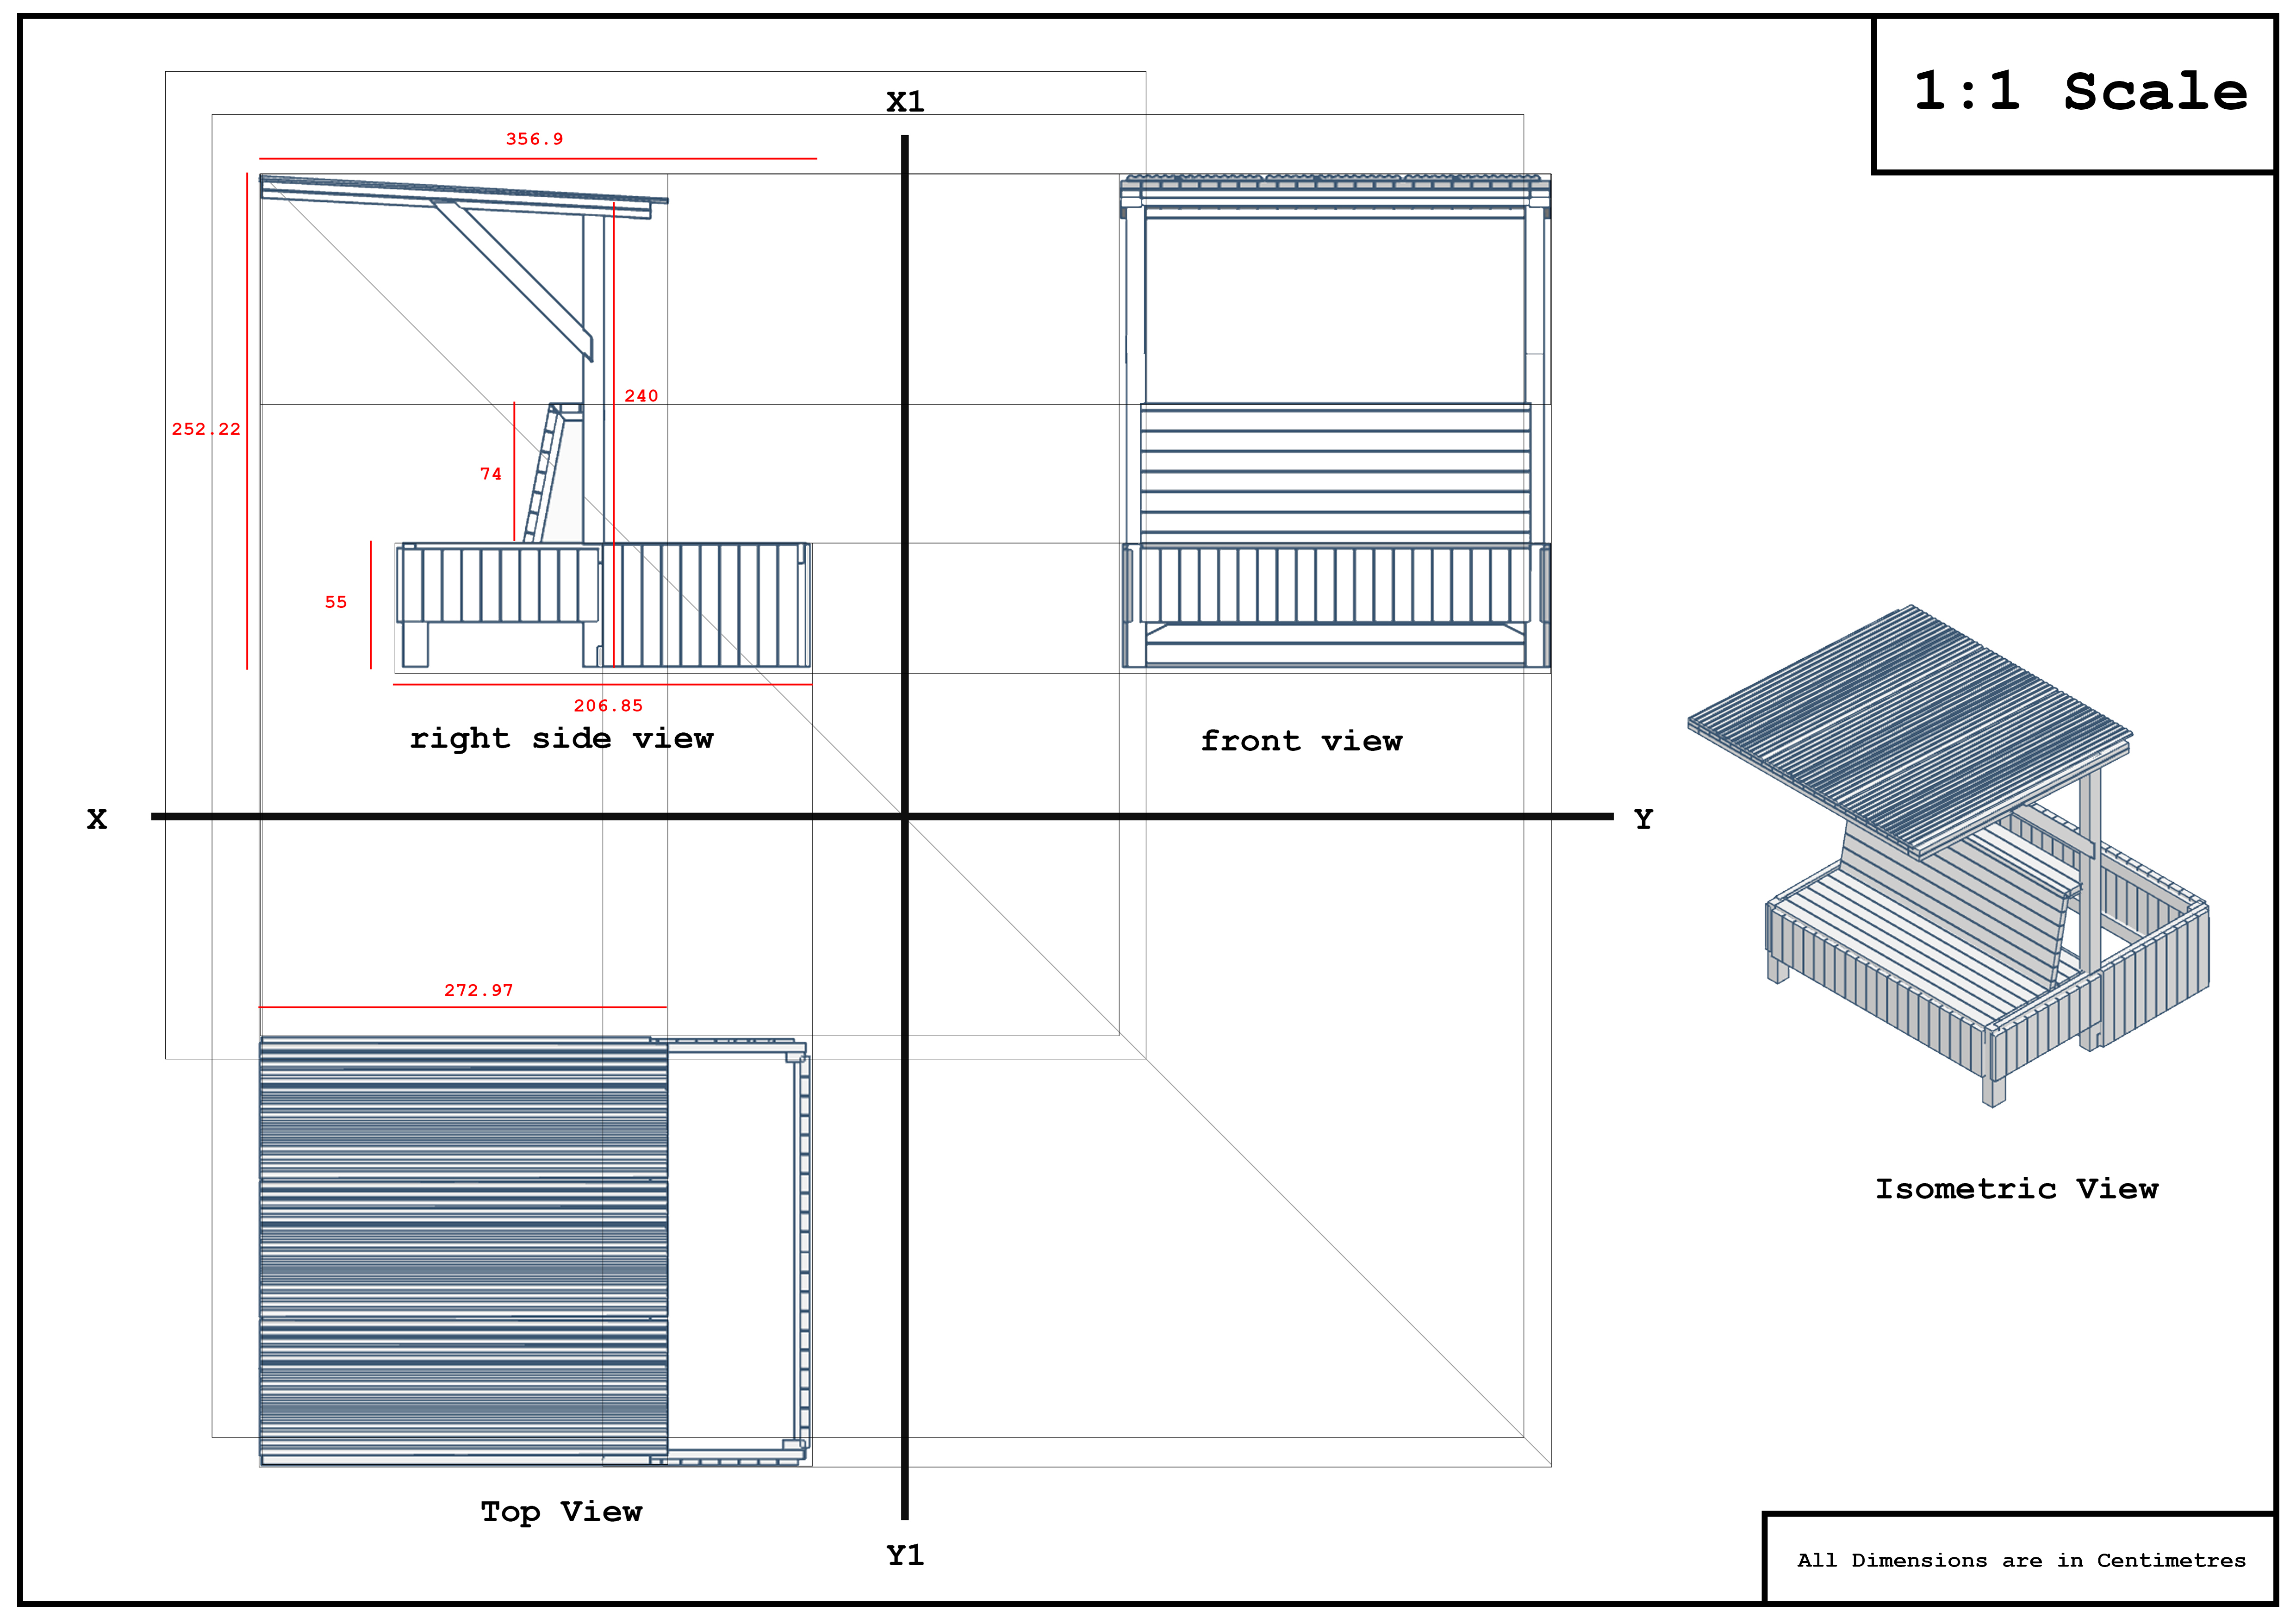 1:1 Scale
X1
356.9
240
252.22
74
55
206.85
right side view
front view
X
Y
272.97
Isometric View
Top View
Y1
All Dimensions are in Centimetres